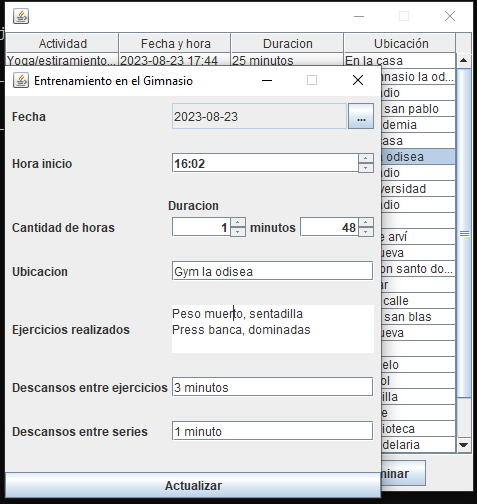 Actividad Fecha y hora Duracion Ubicación
Yoga/estiramento... 2023-08-23 17:44 25 minutos En la casa
Entrenamiento en el Gimnasio
nnasio la od...
dio
san pablo
demia
casa
odisea
dio
versidad
dio
e arví
ueva
on santo do...
ar
calle
san blas
ueva
elo
ol
illa
e
lioteca
delaria
Fecha 2023-08-23 ...
Hora inicio 16:02
Duracion
Cantidad de horas 1 minutos 48
Ubicacion Gym la odisea
Ejercicios realizados Peso muerto, sentadilla
Press banca, dominadas
Descansos entre ejercicios 3 minutos
Descansos entre series 1 minuto
Actualizar
minar